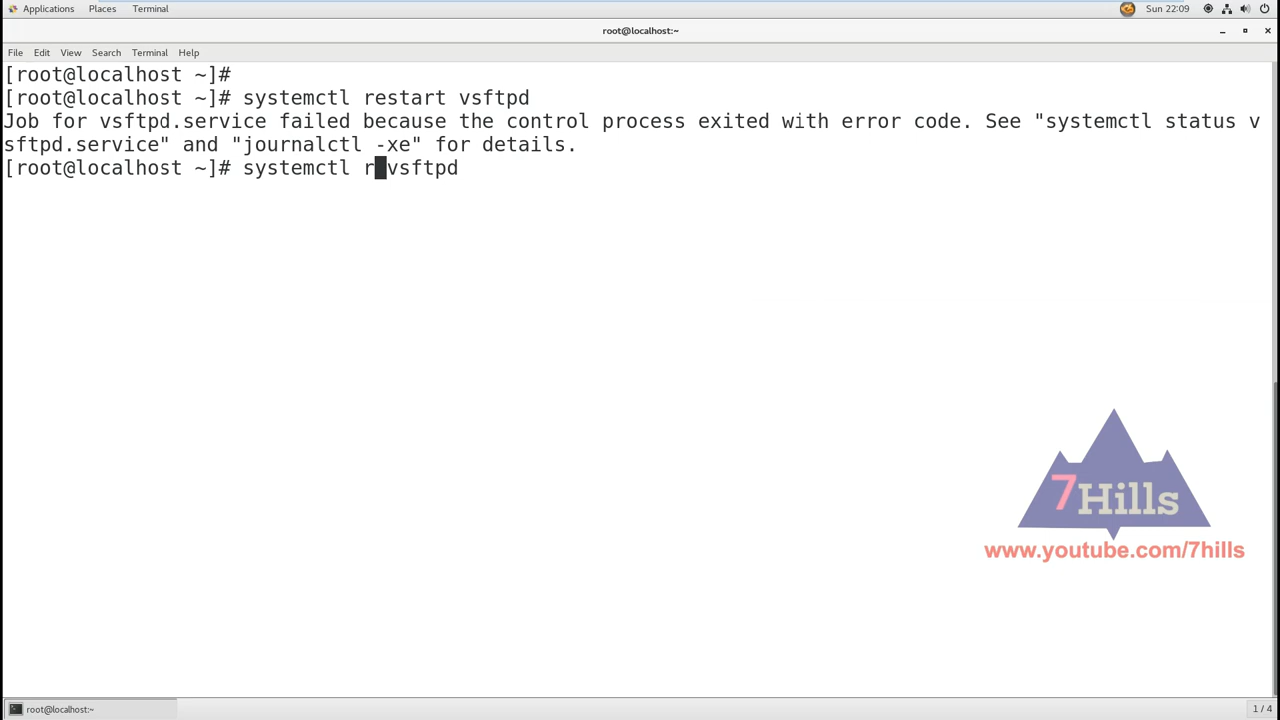 Applications Places Terminal Sun 22:09
root@localhost:~
File Edit View Search Terminal Help
[root@localhost ~]#
[root@localhost ~]# systemctl restart vsftpd
Job for vsftpd.service failed because the control process exited with error code. See "systemctl status v
sftpd.service" and "journalctl -xe" for details.
[root@localhost ~]# systemctl r vsftpd
7Hills
www.youtube.com/7hills
root@localhost:~ 1 / 4